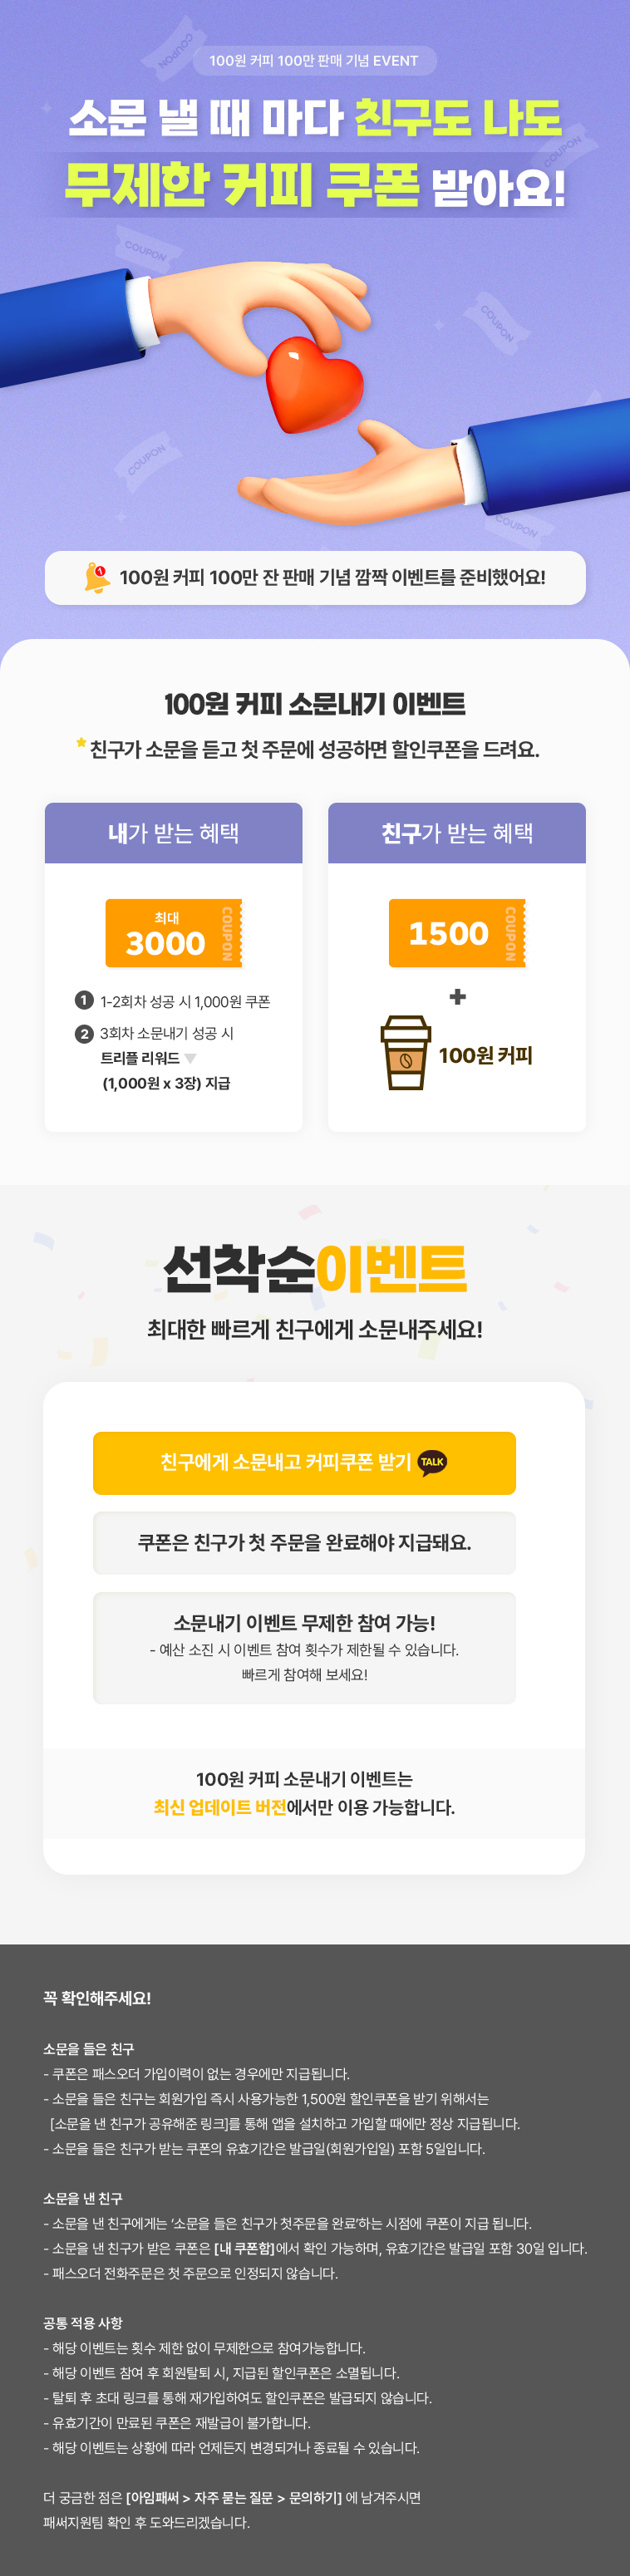 COUPON
100원 커피 100만 판매 기념 EVENT
소문 낼 때 마다 친구도 나도
COUPON
무제한 커피 쿠폰 받아요!
COUPON
COUPON
COUPON
COUPON
1
100원 커피 100만 잔 판매 기념 깜짝 이벤트를 준비했어요!
100원 커피 소문내기 이벤트
친구가 소문을 듣고 첫 주문에 성공하면 할인쿠폰을 드려요.
내가 받는 혜택
최대
3000
COUPON
1 1-2회차 성공 시 1,000원 쿠폰
2 3회차 소문내기 성공 시
트리플 리워드 ▼
(1,000원 x 3장) 지급
친구가 받는 혜택
1500
COUPON
+
100원 커피
선착순이벤트
최대한 빠르게 친구에게 소문내주세요!
친구에게 소문내고 커피쿠폰 받기 TALK
쿠폰은 친구가 첫 주문을 완료해야 지급돼요.
소문내기 이벤트 무제한 참여 가능!
- 예산 소진 시 이벤트 참여 횟수가 제한될 수 있습니다.
빠르게 참여해 보세요!
100원 커피 소문내기 이벤트는
최신 업데이트 버전에서만 이용 가능합니다.
꼭 확인해주세요!
소문을 들은 친구
- 쿠폰은 패스오더 가입이력이 없는 경우에만 지급됩니다.
- 소문을 들은 친구는 회원가입 즉시 사용가능한 1,500원 할인쿠폰을 받기 위해서는
[소문을 낸 친구가 공유해준 링크]를 통해 앱을 설치하고 가입할 때에만 정상 지급됩니다.
- 소문을 들은 친구가 받는 쿠폰의 유효기간은 발급일(회원가입일) 포함 5일입니다.
소문을 낸 친구
- 소문을 낸 친구에게는 '소문을 들은 친구가 첫주문을 완료'하는 시점에 쿠폰이 지급 됩니다.
- 소문을 낸 친구가 받은 쿠폰은 [내 쿠폰함]에서 확인 가능하며, 유효기간은 발급일 포함 30일 입니다.
- 패스오더 전화주문은 첫 주문으로 인정되지 않습니다.
공통 적용 사항
- 해당 이벤트는 횟수 제한 없이 무제한으로 참여가능합니다.
- 해당 이벤트 참여 후 회원탈퇴 시, 지급된 할인쿠폰은 소멸됩니다.
- 탈퇴 후 초대 링크를 통해 재가입하여도 할인쿠폰은 발급되지 않습니다.
- 유효기간이 만료된 쿠폰은 재발급이 불가합니다.
- 해당 이벤트는 상황에 따라 언제든지 변경되거나 종료될 수 있습니다.
더 궁금한 점은 [아임패써 > 자주 묻는 질문 > 문의하기] 에 남겨주시면
패써지원팀 확인 후 도와드리겠습니다.